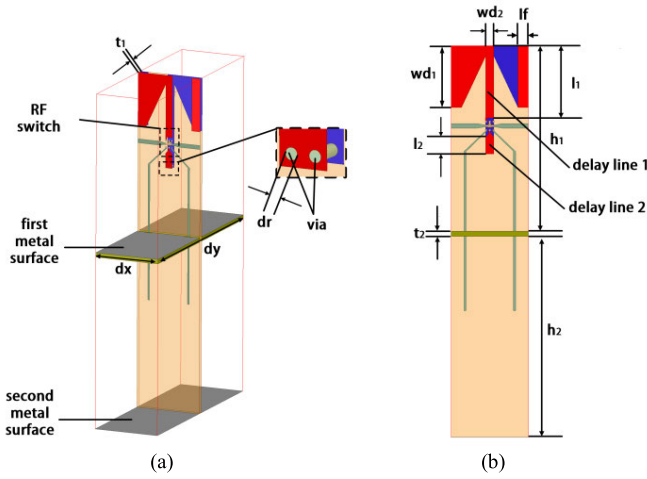 t1
RF
switch
dr
via
first
metal
surface
dx
dy
second
metal
surface
(a)
wd2
lf
wd1
l1
h1
l2
delay line 1
delay line 2
t2
h2
(b)